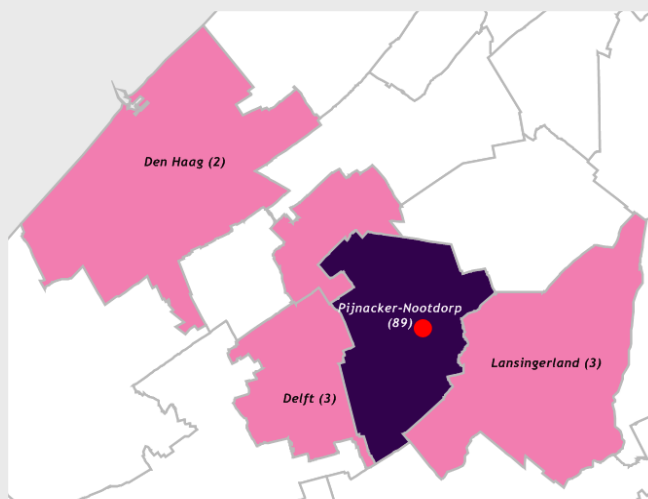 Den Haag (2)
Pijnacker-Nootdorp
(89)
Lansingerland (3)
Delft (3)